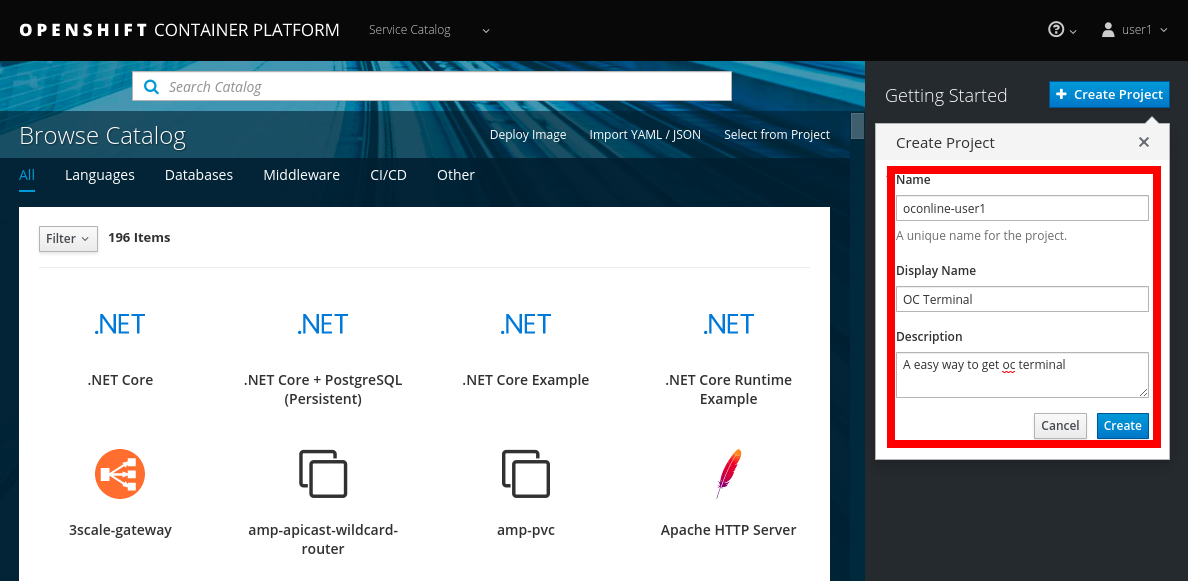 OPENSHIFT CONTAINER PLATFORM
Service Catalog
user1
Search Catalog
Getting Started
Create Project
Browse Catalog
Deploy Image
Import YAML / JSON
Select from Project
All
Languages
Databases
Middleware
CI/CD
Other
Filter
196 Items
.NET
.NET
.NET
.NET
.NET Core
.NET Core + PostgreSQL
(Persistent)
.NET Core Example
.NET Core Runtime
Example
3scale-gateway
amp-apicast-wildcard-
router
amp-pvc
Apache HTTP Server
Create Project
Name
oconline-user1
A unique name for the project.
Display Name
OC Terminal
Description
A easy way to get oc terminal
Cancel
Create